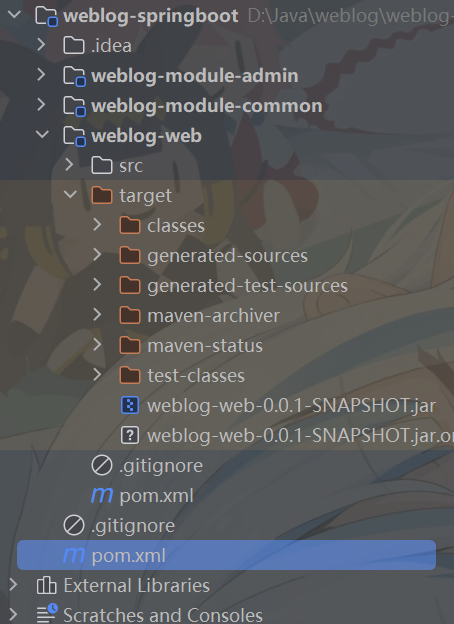 weblog-springboot D:\Java\weblog\weblog-
.idea
weblog-module-admin
weblog-module-common
weblog-web
src
target
classes
generated-sources
generated-test-sources
maven-archiver
maven-status
test-classes
weblog-web-0.0.1-SNAPSHOT.jar
weblog-web-0.0.1-SNAPSHOT.jar.or
.gitignore
pom.xml
.gitignore
pom.xml
External Libraries
Scratches and Consoles